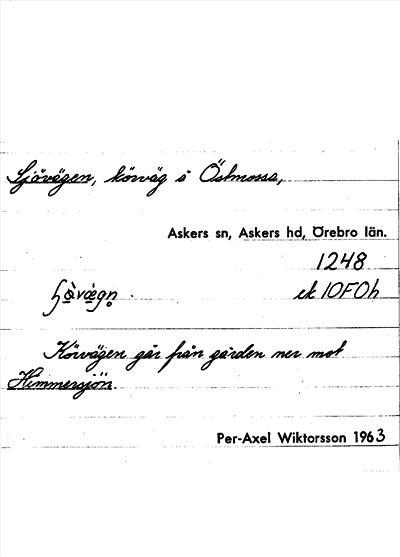 Sjövägen, körväg å Östmossa,
Askers sn, Askers hd, Örebro län.
1248
ek 10F0h
Körvägen går från gården ner mot
Himmersjön.
Per-Axel Wiktorsson 1963